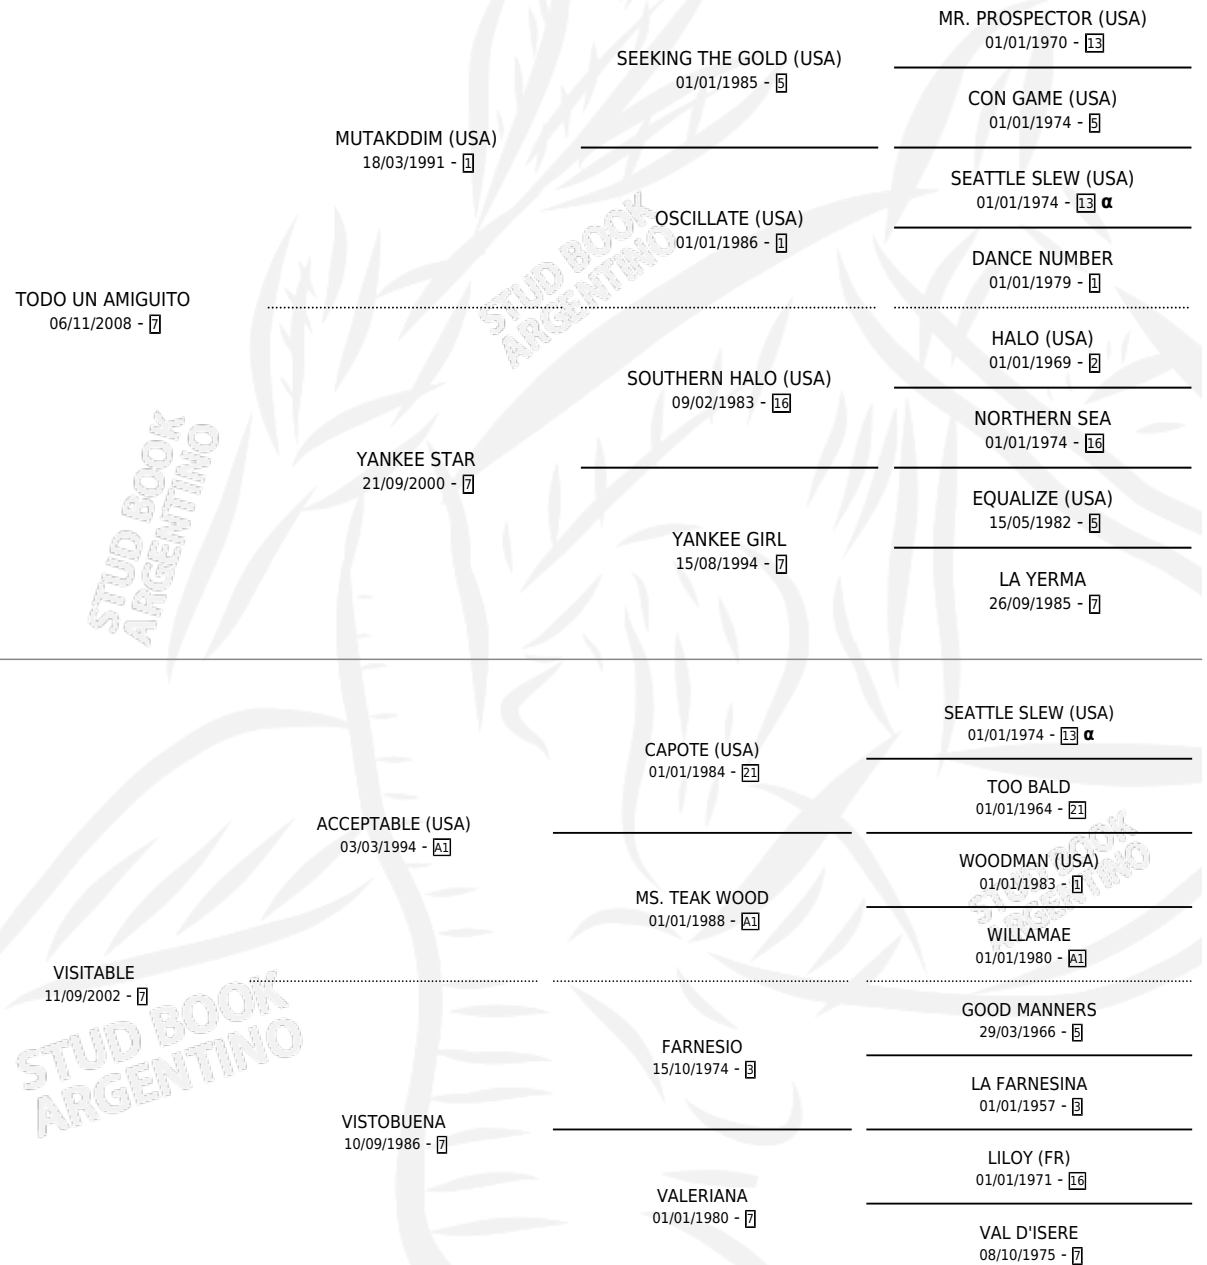 MR. PROSPECTOR (USA)
01/01/1970 - 13
SEEKING THE GOLD (USA)
01/01/1985 - 5
CON GAME (USA)
01/01/1974 - 5
MUTAKDDIM (USA)
18/03/1991 - 1
SEATTLE SLEW (USA)
01/01/1974 - 13 α
OSCILLATE (USA)
01/01/1986 - 1
DANCE NUMBER
01/01/1979 - 1
TODO UN AMIGUITO
06/11/2008 - 7
HALO (USA)
01/01/1969 - 2
SOUTHERN HALO (USA)
09/02/1983 - 16
NORTHERN SEA
01/01/1974 - 16
YANKEE STAR
21/09/2000 - 7
EQUALIZE (USA)
15/05/1982 - 5
YANKEE GIRL
15/08/1994 - 7
LA YERMA
26/09/1985 - 7
SEATTLE SLEW (USA)
01/01/1974 - 13 α
CAPOTE (USA)
01/01/1984 - 21
TOO BALD
01/01/1964 - 21
ACCEPTABLE (USA)
03/03/1994 - A1
WOODMAN (USA)
01/01/1983 - 1
MS. TEAK WOOD
01/01/1988 - A1
WILLAMAE
01/01/1980 - A1
VISITABLE
11/09/2002 - 7
GOOD MANNERS
29/03/1966 - 5
FARNESIO
15/10/1974 - 3
LA FARNESINA
01/01/1957 - 3
VISTOBUENA
10/09/1986 - 7
LILOY (FR)
01/01/1971 - 16
VALERIANA
01/01/1980 - 7
VAL D'ISERE
08/10/1975 - 7
STUD BOOK
ARGENTINO
STUD BOOK
ARGENTINO
STUD BOOK
ARGENTINO
STUD BOOK
ARGENTINO